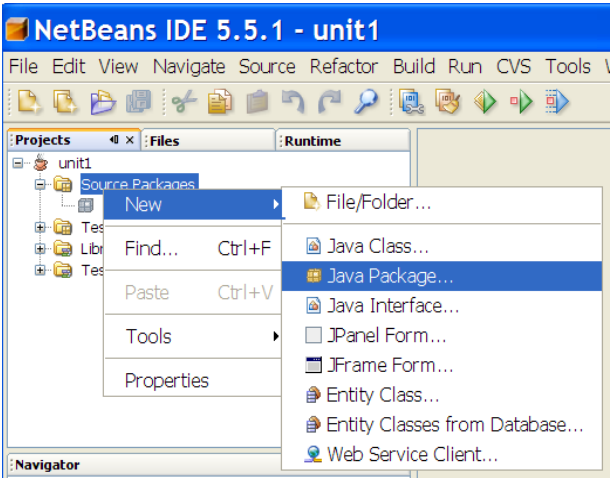 NetBeans IDE 5.5.1 - unit1
File Edit View Navigate Source Refactor Build Run CVS Tools
Projects Files Runtime
unit1
Source Packages
Tes
Libr
Tes
New
Find... Ctrl+F
Paste Ctrl+V
Tools
Properties
File/Folder...
Java Class...
Java Package...
Java Interface...
JPanel Form...
JFrame Form...
Entity Class...
Entity Classes from Database...
Web Service Client...
Navigator